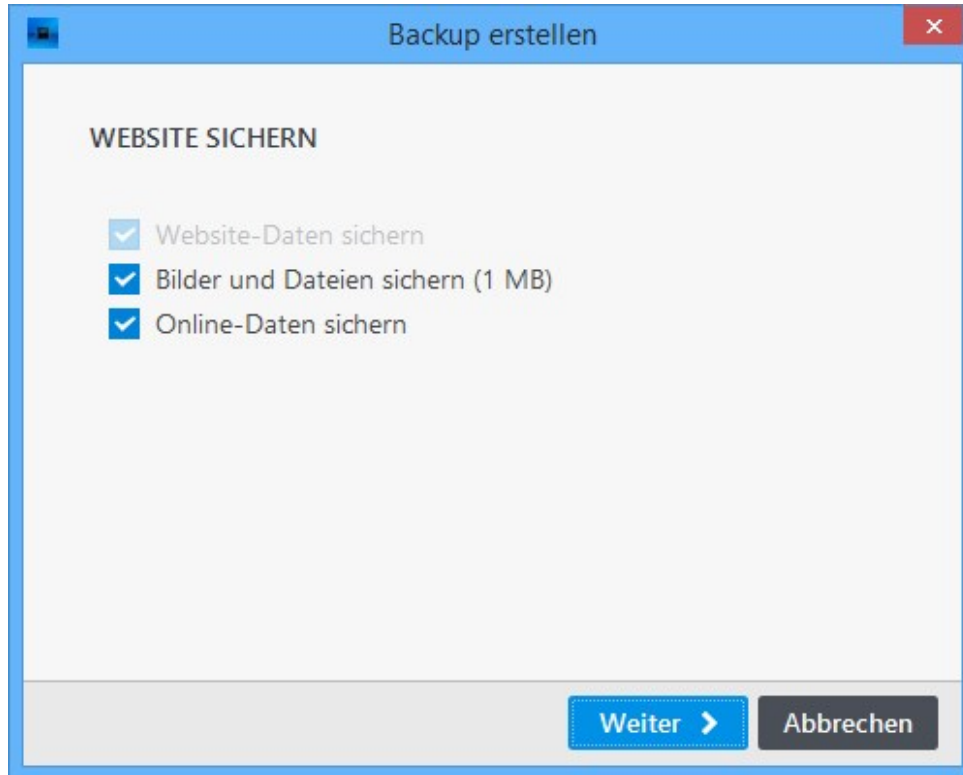 Backup erstellen
WEBSITE SICHERN
Website-Daten sichern
Bilder und Dateien sichern (1 MB)
Online-Daten sichern
Weiter
Abbrechen